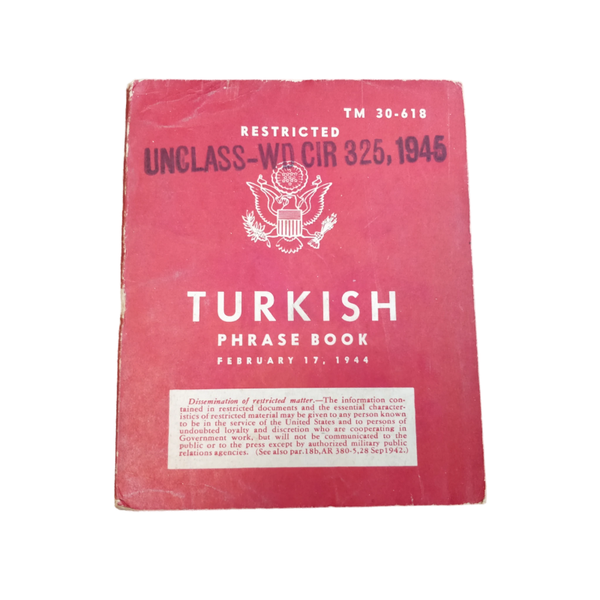 TM 30-618
RESTRICTED
UNCLASS-WD CIR 325, 1945
TURKISH
PHRASE BOOK
FEBRUARY 17, 1944
Dissemination of restricted matter.—The information con-
tained in restricted documents and the essential character-
istics of restricted material may be given to any person known
to be in the service of the United States and to persons of
undoubted loyalty and discretion who are cooperating in
Government work, but will not be communicated to the
public or to the press except by authorized military public
relations agencies. (See also par. 18b, AR 380-5, 28 Sep 1942.)